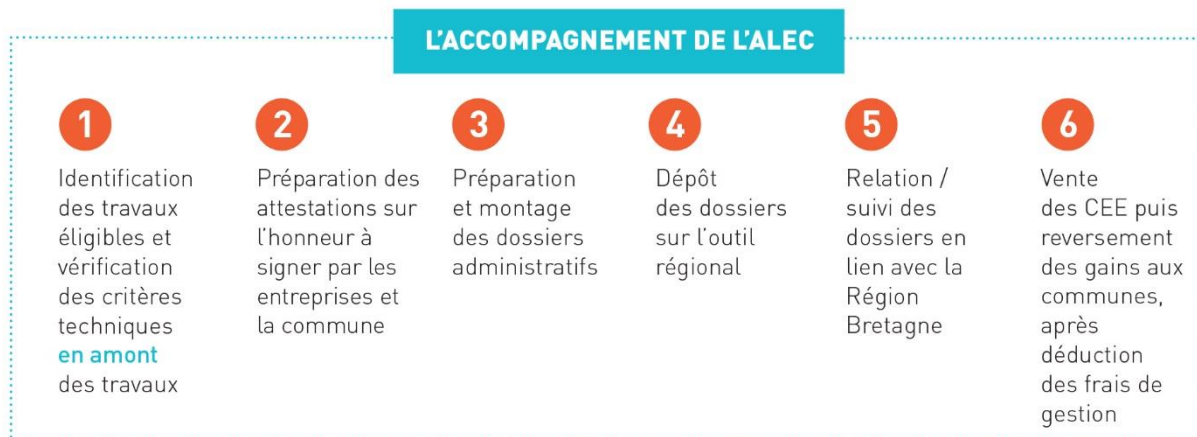 L'ACCOMPAGNEMENT DE L'ALEC
1
Identification
des travaux
éligibles et
vérification
des critères
techniques
en amont
des travaux
2
Préparation des
attestations sur
l'honneur à
signer par les
entreprises et
la commune
3
Préparation
et montage
des dossiers
administratifs
4
Dépôt
des dossiers
sur l'outil
régional
5
Relation /
suivi des
dossiers en
lien avec la
Région
Bretagne
6
Vente
des CEE puis
reversement
des gains aux
communes,
après
déduction
des frais de
gestion